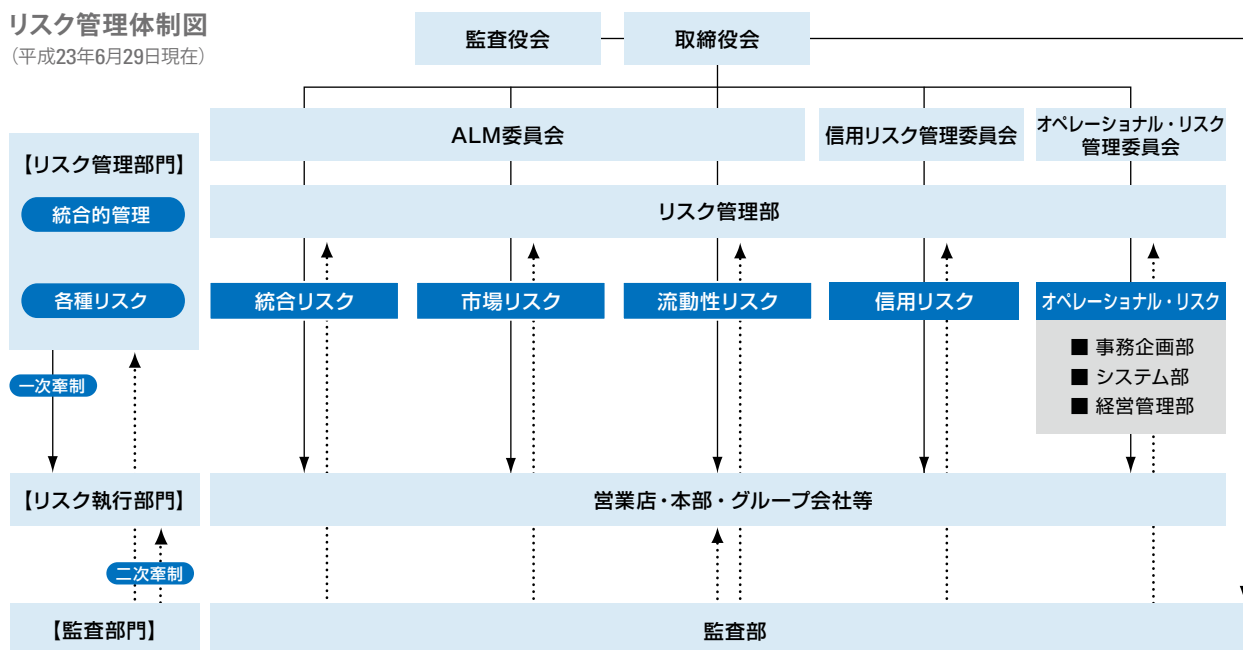 リスク管理体制図
(平成23年6月29日現在)
監査役会
取締役会
ALM委員会
信用リスク管理委員会
オペレーショナル・リスク
管理委員会
【リスク管理部門】
統合的管理
リスク管理部
各種リスク
統合リスク
市場リスク
流動性リスク
信用リスク
オペレーショナル・リスク
■ 事務企画部
■ システム部
■ 経営管理部
一次牽制
【リスク執行部門】
営業店・本部・グループ会社等
二次牽制
【監査部門】
監査部